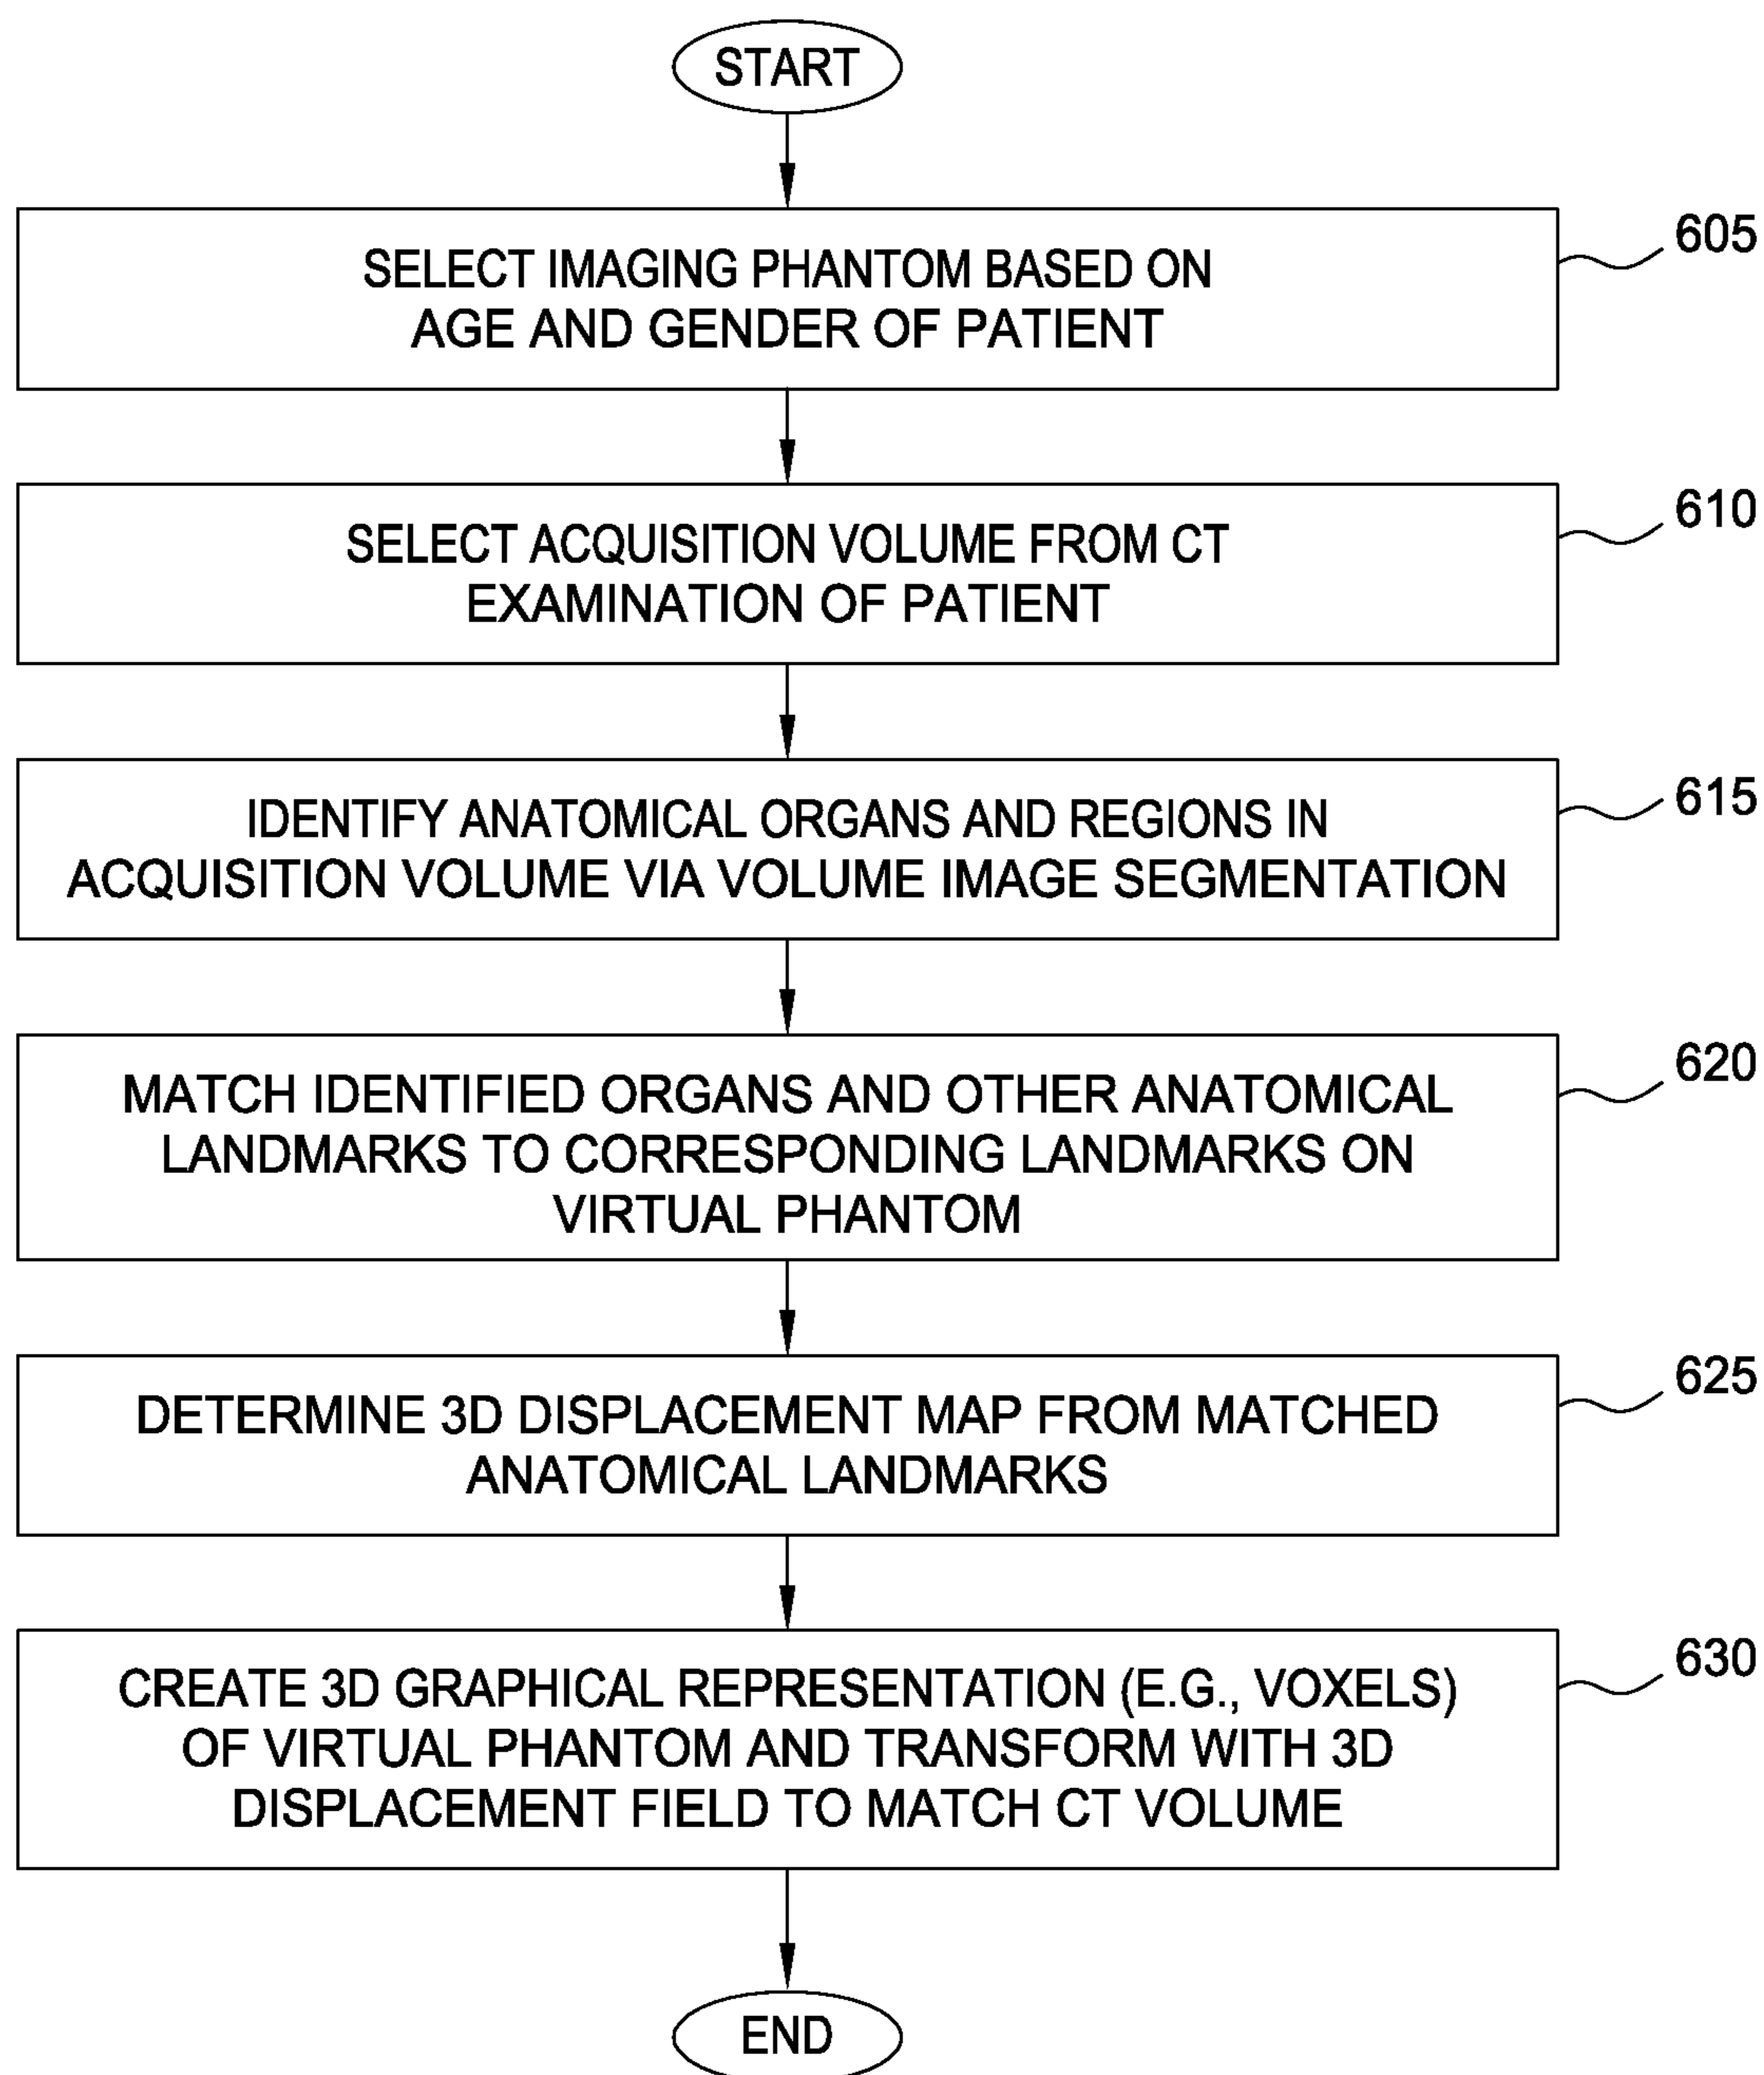 START
605
SELECT IMAGING PHANTOM BASED ON
AGE AND GENDER OF PATIENT
610
SELECT ACQUISITION VOLUME FROM CT
EXAMINATION OF PATIENT
615
IDENTIFY ANATOMICAL ORGANS AND REGIONS IN
ACQUISITION VOLUME VIA VOLUME IMAGE SEGMENTATION
620
MATCH IDENTIFIED ORGANS AND OTHER ANATOMICAL
LANDMARKS TO CORRESPONDING LANDMARKS ON
VIRTUAL PHANTOM
625
DETERMINE 3D DISPLACEMENT MAP FROM MATCHED
ANATOMICAL LANDMARKS
630
CREATE 3D GRAPHICAL REPRESENTATION (E.G., VOXELS)
OF VIRTUAL PHANTOM AND TRANSFORM WITH 3D
DISPLACEMENT FIELD TO MATCH CT VOLUME
END